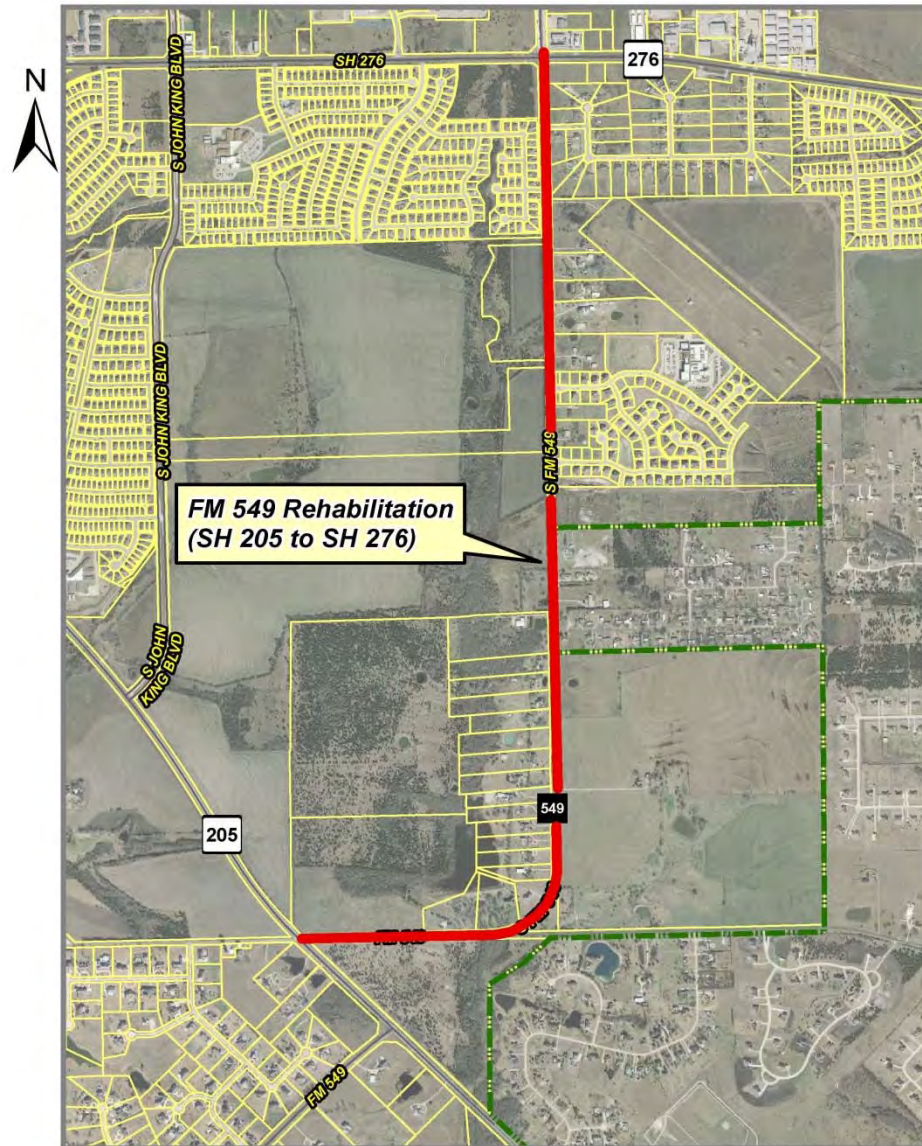 N
SH 276
276
S JOHN KING BLVD
S JOHN KING BLVD
S FM 549
FM 549 Rehabilitation
(SH 205 to SH 276)
S JOHN
KING BLVD
549
205
FM 549